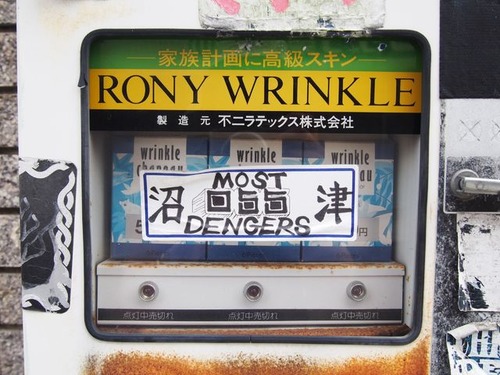 家族計画に高級スキン
RONY WRINKLE
製造元 不二ラテックス株式会社
wrinkle wrinkle wrinkle
MOST
沼 055 津
DENGERS
点灯中売切れ 点灯中売切れ 点灯中売切れ